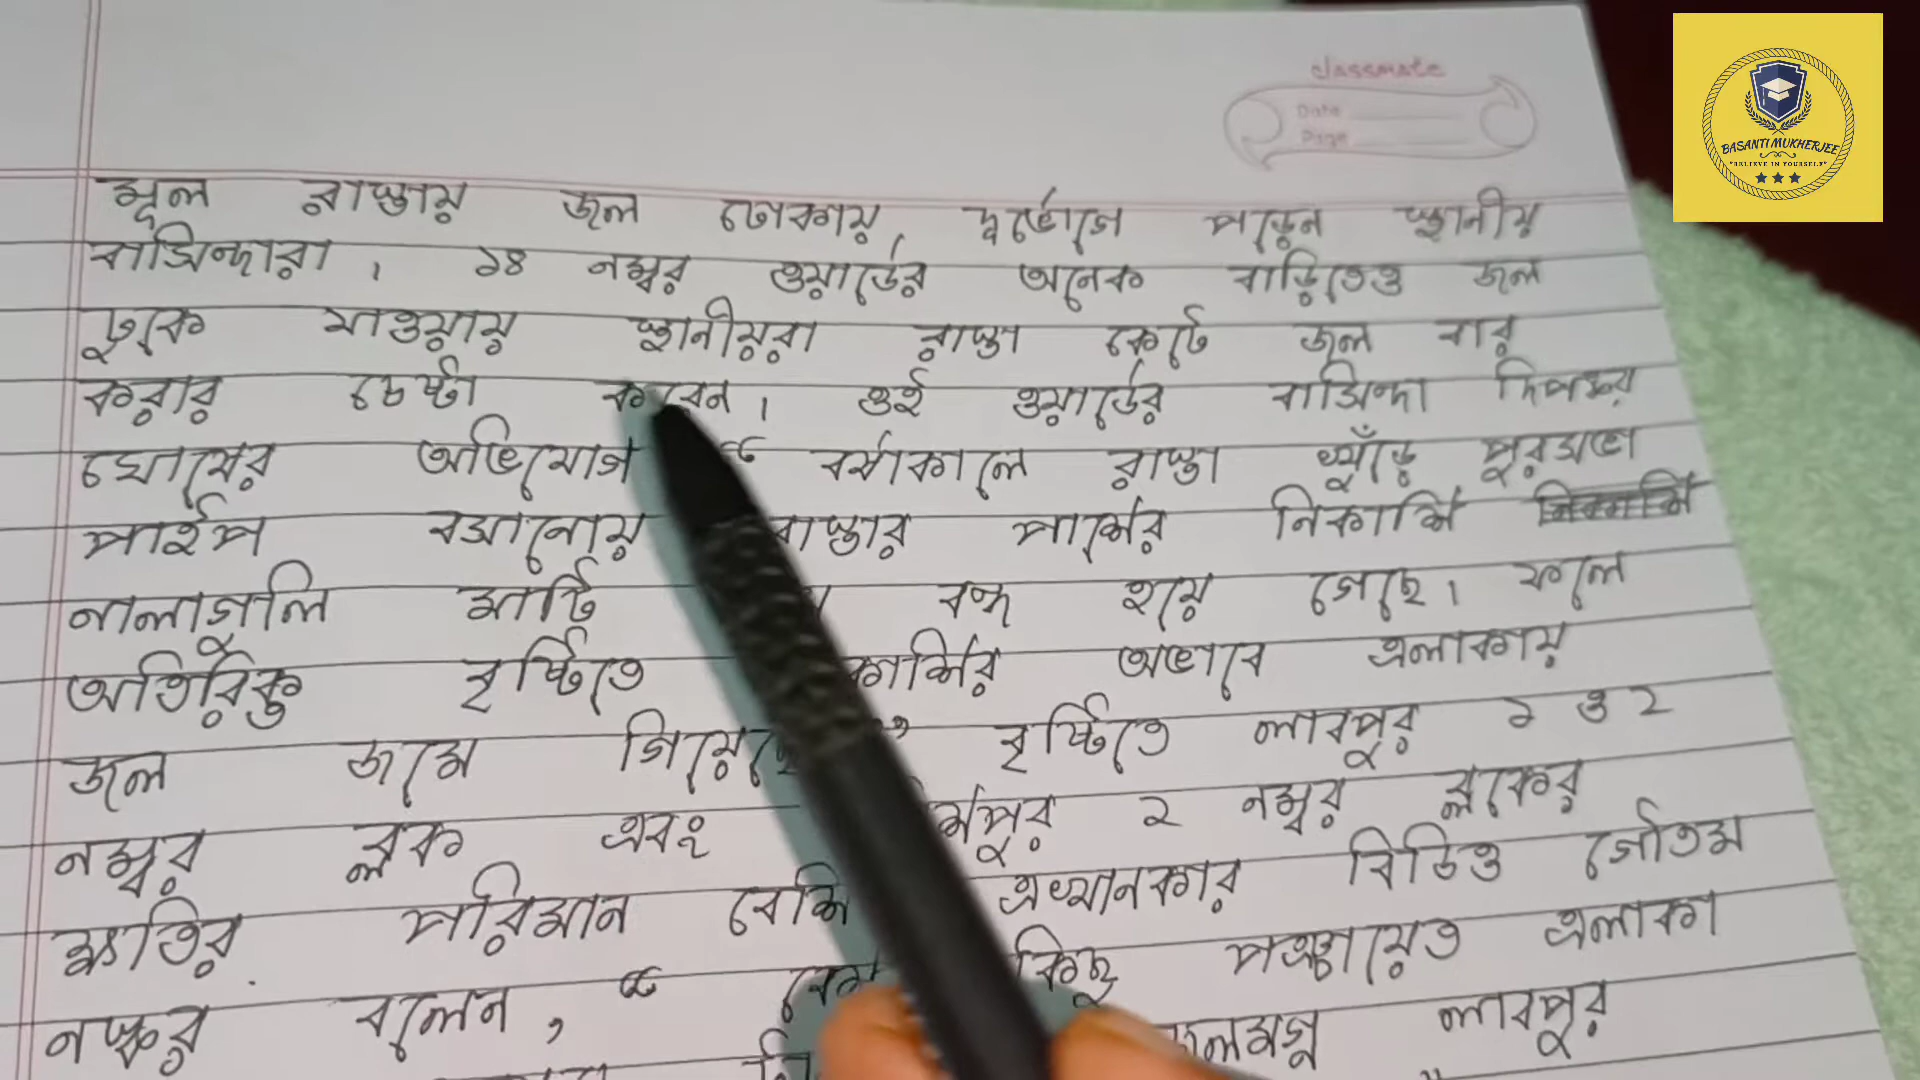 classmate
Date
Page
BASANTI MUKHERJEE
"BELIEVE IN YOURSELF"
মূল রাস্তায় জল ঢোকায় দুর্ভোগে পড়েন স্থানীয়
বাসিন্দারা। ১৪ নম্বর ওয়ার্ডের অনেক বাড়িতেও জল
ঢুকে যাওয়ায় স্থানীয়রা রাস্তা কেটে জল বার
করার চেষ্টা করেন। ওই ওয়ার্ডের বাসিন্দা দিপঙ্কর
ঘোষের অভিযোগ “ বর্ষাকালে রাস্তা খুঁড়ে পুরসভা
পাইপ বসানোয় রাস্তার পাশের নিকাশি
নালাগুলি মাটি বন্ধ হয়ে গেছে। ফলে
অতিরিক্ত বৃষ্টিতে অভাবে এলাকায়
জল জমে গিয়েছে ” বৃষ্টিতে লাবপুর ১ ও ২
নম্বর ব্লক এবং ২ নম্বর ব্লকের
ক্ষতির পরিমান বেশি এখানকার বিডিও গৌতম
নস্কর বলেন, “ কিছু পঞ্চায়েত এলাকা
জলমগ্ন লাবপুর